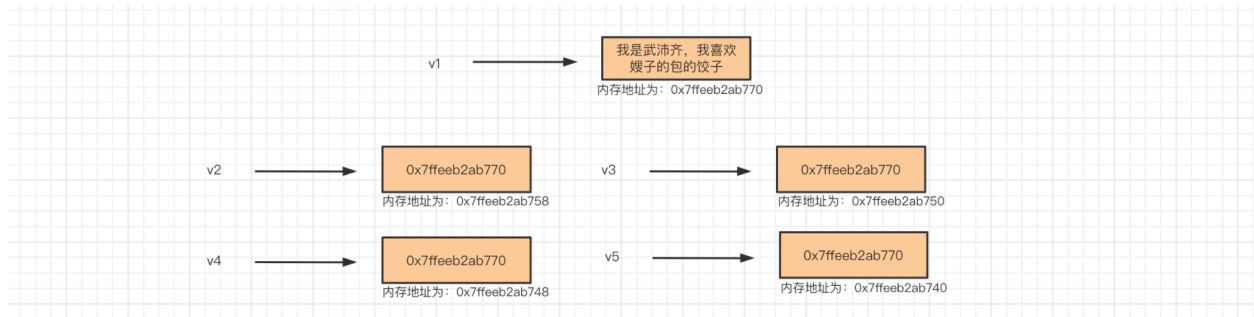 v1
我是武沛齐，我喜欢
嫂子的包的饺子
内存地址为：0x7ffeeb2ab770
v2
0x7ffeeb2ab770
内存地址为：0x7ffeeb2ab758
v3
0x7ffeeb2ab770
内存地址为：0x7ffeeb2ab750
v4
0x7ffeeb2ab770
内存地址为：0x7ffeeb2ab748
v5
0x7ffeeb2ab770
内存地址为：0x7ffeeb2ab740